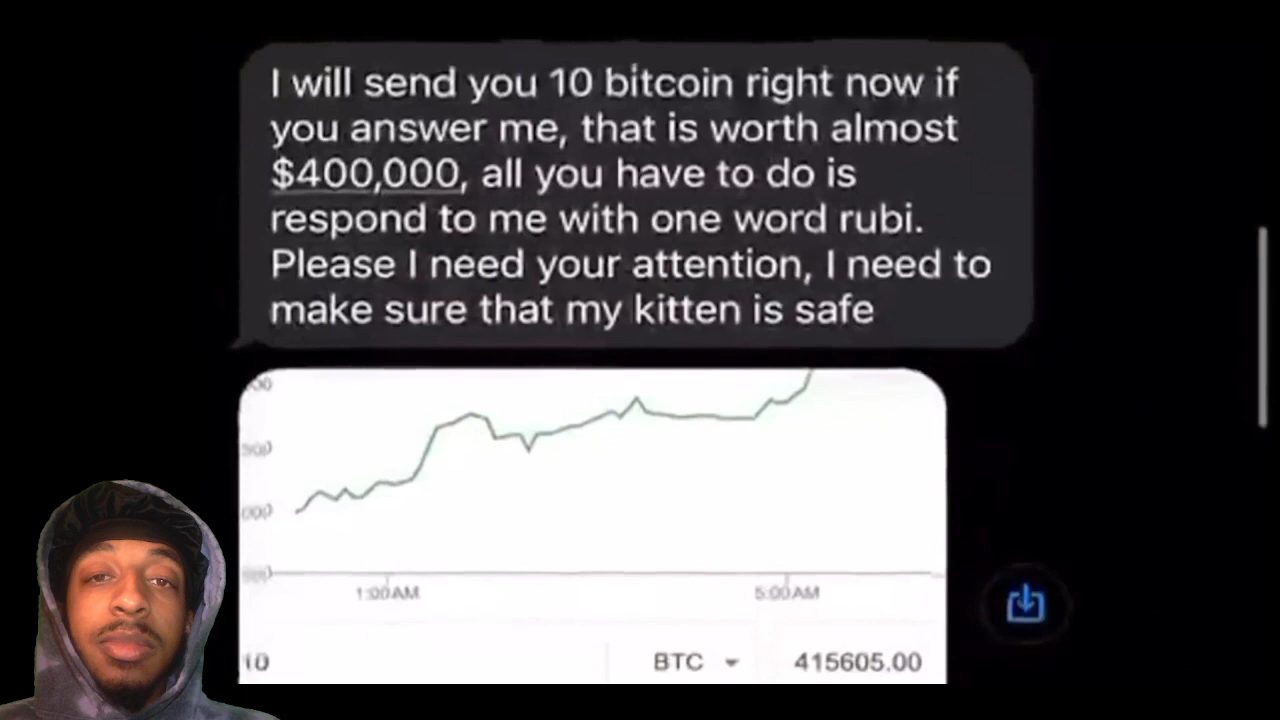 I will send you 10 bitcoin right now if
you answer me, that is worth almost
$400,000, all you have to do is
respond to me with one word rubi.
Please I need your attention, I need to
make sure that my kitten is safe
1:00 AM
5:00 AM
10 BTC 415605.00